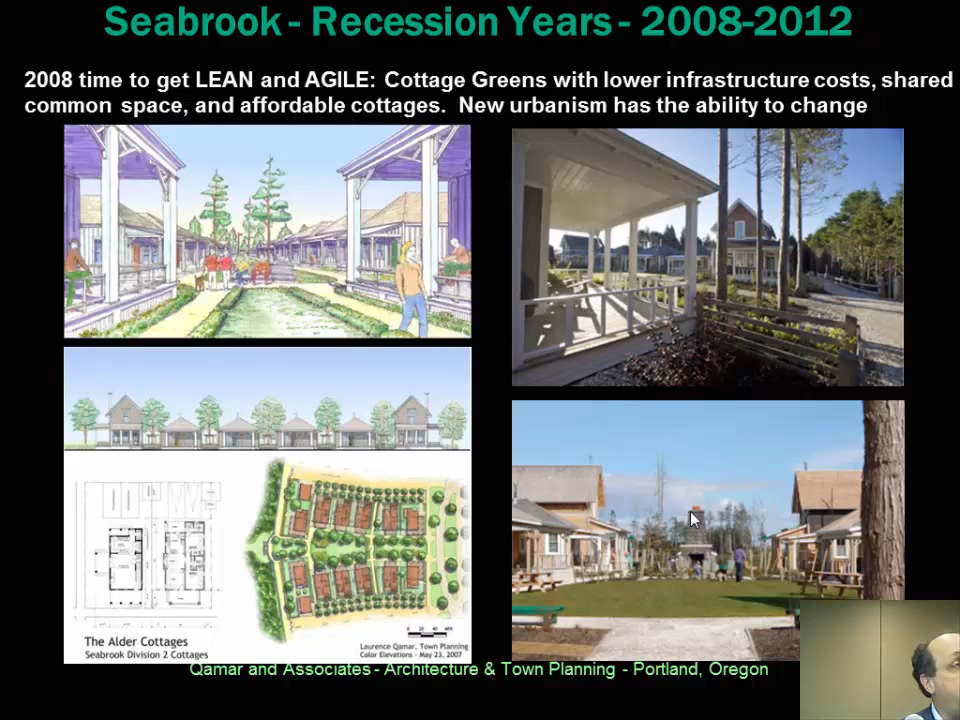 Seabrook - Recession Years - 2008-2012
2008 time to get LEAN and AGILE: Cottage Greens with lower infrastructure costs, shared
common space, and affordable cottages. New urbanism has the ability to change
The Alder Cottages
Seabrook Division 2 Cottages
Laurence Qamar, Town Planning
Color Elevations - May 23, 2007
Qamar and Associates - Architecture & Town Planning - Portland, Oregon